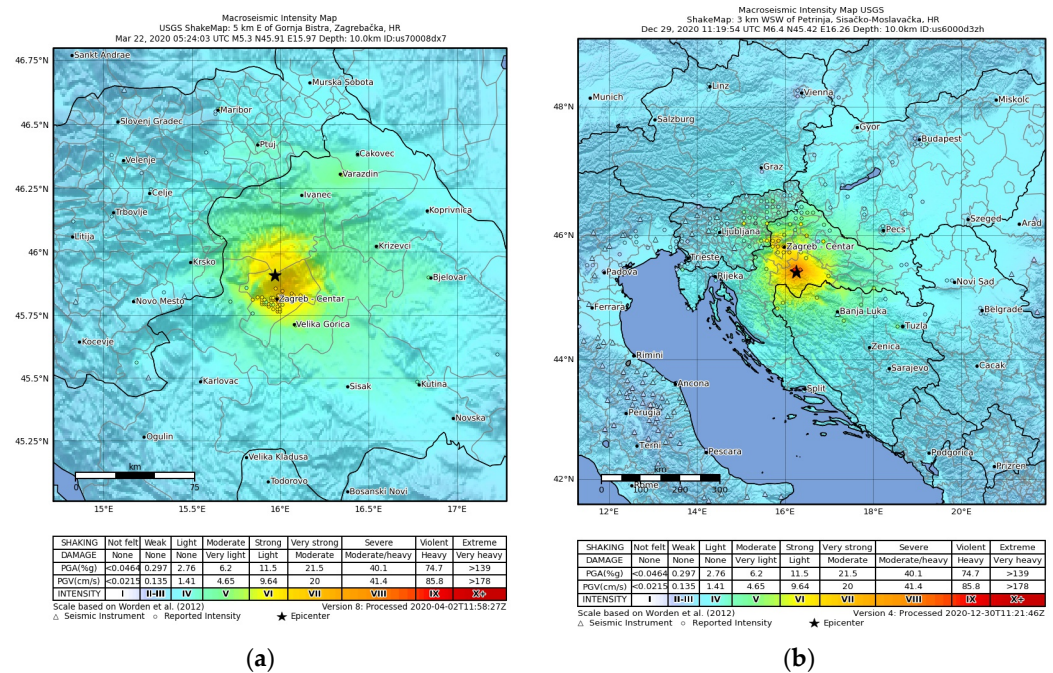 Macroseismic Intensity Map
USGS ShakeMap: 5 km E of Gornja Bistra, Zagrebačka, HR
Mar 22, 2020 05:24:03 UTC M5.3 N45.91 E15.97 Depth: 10.0km ID:us70008dx7
46.75°N
46.5°N
46.25°N
46°N
45.75°N
45.5°N
45.25°N
Sankt Andrae
Murska Sobota
Maribor
Slovenj Gradec
Ptuj
Cakovec
Velenje
Varazdin
Celje
Ivanec
Trbovlje
Koprivnica
Litija
Krizevci
Krsko
Bjelovar
Novo Mesto
Zagreb - Centar
Velika Gorica
Kocevje
Karlovac
Sisak
Kutina
Novska
Ogulin
Velika Kladusa
Todorovo
Bosanski Novi
km
0 75
15°E 15.5°E 16°E 16.5°E 17°E
SHAKING Not felt Weak Light Moderate Strong Very strong Severe Violent Extreme
DAMAGE None None None Very light Light Moderate Moderate/heavy Heavy Very heavy
PGA(%g) <0.0464 0.297 2.76 6.2 11.5 21.5 40.1 74.7 >139
PGV(cm/s) <0.0215 0.135 1.41 4.65 9.64 20 41.4 85.8 >178
INTENSITY I II-III IV V VI VII VIII IX X+
Scale based on Worden et al. (2012) Version 8: Processed 2020-04-02T11:58:27Z
△ Seismic Instrument ○ Reported Intensity ★ Epicenter
(a)
Macroseismic Intensity Map USGS
ShakeMap: 3 km WSW of Petrinja, Sisačko-Moslavačka, HR
Dec 29, 2020 11:19:54 UTC M6.4 N45.42 E16.26 Depth: 10.0km ID:us6000d3zh
48°N
46°N
44°N
42°N
Munich
Linz
Vienna
Miskolc
Salzburg
Gyor
Budapest
Graz
Szeged
Arad
Ljubljana
Pecs
Zagreb - Centar
Trieste
Padova
Rijeka
Novi Sad
Ferrara
Banja Luka
Belgrade
Tuzla
Rimini
Zenica
Sarajevo
Cacak
Ancona
Split
Perugia
Terni
Pescara
Podgorica
Prizren
Rome
km
0 100 200 300
12°E 14°E 16°E 18°E 20°E
SHAKING Not felt Weak Light Moderate Strong Very strong Severe Violent Extreme
DAMAGE None None None Very light Light Moderate Moderate/heavy Heavy Very heavy
PGA(%g) <0.0464 0.297 2.76 6.2 11.5 21.5 40.1 74.7 >139
PGV(cm/s) <0.0215 0.135 1.41 4.65 9.64 20 41.4 85.8 >178
INTENSITY I II-III IV V VI VII VIII IX X+
Scale based on Worden et al. (2012) Version 4: Processed 2020-12-30T11:21:46Z
△ Seismic Instrument ○ Reported Intensity ★ Epicenter
(b)